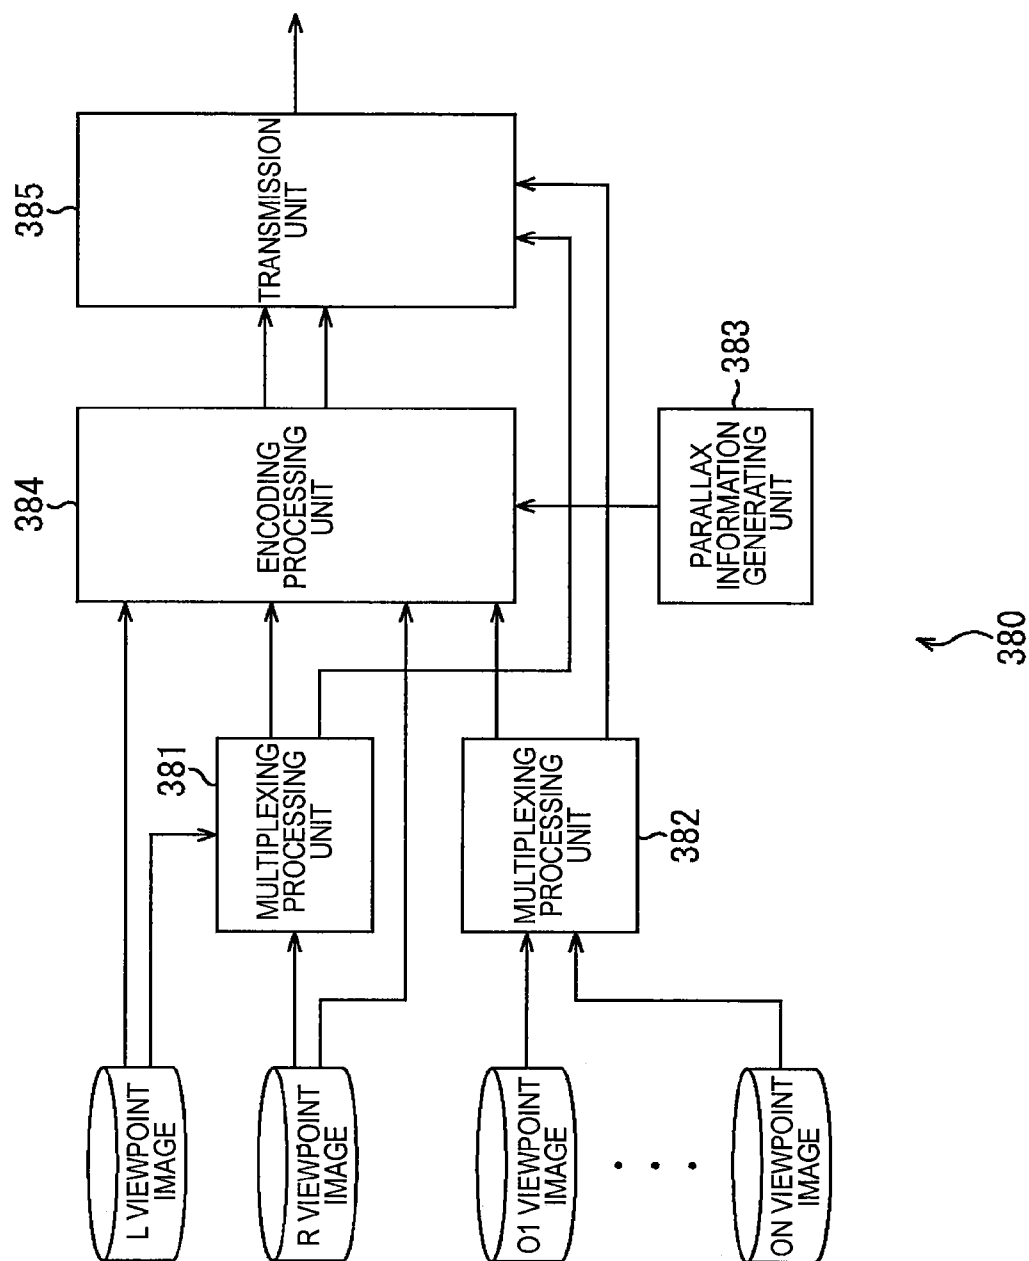 385
TRANSMISSION
UNIT
384
ENCODING
PROCESSING
UNIT
383
PARALLAX
INFORMATION
GENERATING
UNIT
381
MULTIPLEXING
PROCESSING
UNIT
MULTIPLEXING
PROCESSING
UNIT
382
L VIEWPOINT
IMAGE
R VIEWPOINT
IMAGE
O1 VIEWPOINT
IMAGE
. . .
ON VIEWPOINT
IMAGE
380